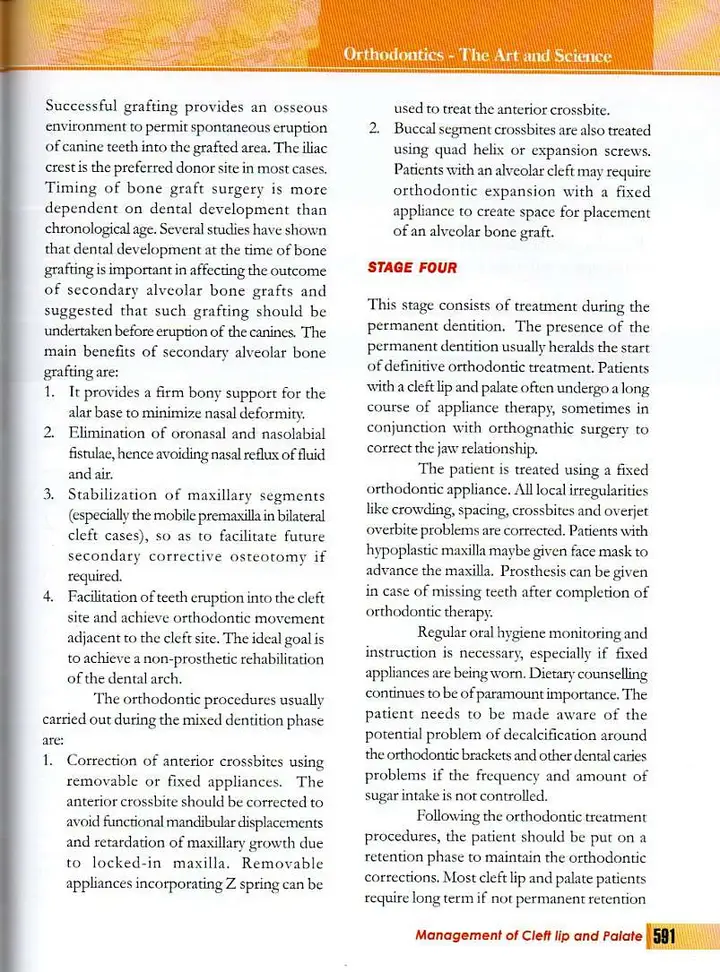 Orthodontics - The Art and Science
Successful grafting provides an osseous
environment to permit spontaneous eruption
of canine teeth into the grafted area. The iliac
crest is the preferred donor site in most cases.
Timing of bone graft surgery is more
dependent on dental development than
chronological age. Several studies have shown
that dental development at the time of bone
grafting is important in affecting the outcome
of secondary alveolar bone grafts and
suggested that such grafting should be
undertaken before eruption of the canines. The
main benefits of secondary alveolar bone
grafting are:
1. It provides a firm bony support for the
alar base to minimize nasal deformity.
2. Elimination of oronasal and nasolabial
fistulae, hence avoiding nasal reflux of fluid
and air.
3. Stabilization of maxillary segments
(especially the mobile premaxilla in bilateral
cleft cases), so as to facilitate future
secondary corrective osteotomy if
required.
4. Facilitation of teeth eruption into the cleft
site and achieve orthodontic movement
adjacent to the cleft site. The ideal goal is
to achieve a non-prosthetic rehabilitation
of the dental arch.
The orthodontic procedures usually
carried out during the mixed dentition phase
are:
1. Correction of anterior crossbites using
removable or fixed appliances. The
anterior crossbite should be corrected to
avoid functional mandibular displacements
and retardation of maxillary growth due
to locked-in maxilla. Removable
appliances incorporating Z spring can be
used to treat the anterior crossbite.
2. Buccal segment crossbites are also treated
using quad helix or expansion screws.
Patients with an alveolar cleft may require
orthodontic expansion with a fixed
appliance to create space for placement
of an alveolar bone graft.
STAGE FOUR
This stage consists of treatment during the
permanent dentition. The presence of the
permanent dentition usually heralds the start
of definitive orthodontic treatment. Patients
with a cleft lip and palate often undergo a long
course of appliance therapy, sometimes in
conjunction with orthognathic surgery to
correct the jaw relationship.
The patient is treated using a fixed
orthodontic appliance. All local irregularities
like crowding, spacing, crossbites and overjet
overbite problems are corrected. Patients with
hypoplastic maxilla maybe given face mask to
advance the maxilla. Prosthesis can be given
in case of missing teeth after completion of
orthodontic therapy.
Regular oral hygiene monitoring and
instruction is necessary, especially if fixed
appliances are being worn. Dietary counselling
continues to be of paramount importance. The
patient needs to be made aware of the
potential problem of decalcification around
the orthodontic brackets and other dental caries
problems if the frequency and amount of
sugar intake is not controlled.
Following the orthodontic treatment
procedures, the patient should be put on a
retention phase to maintain the orthodontic
corrections. Most cleft lip and palate patients
require long term if not permanent retention
Management of Cleft lip and Palate 591